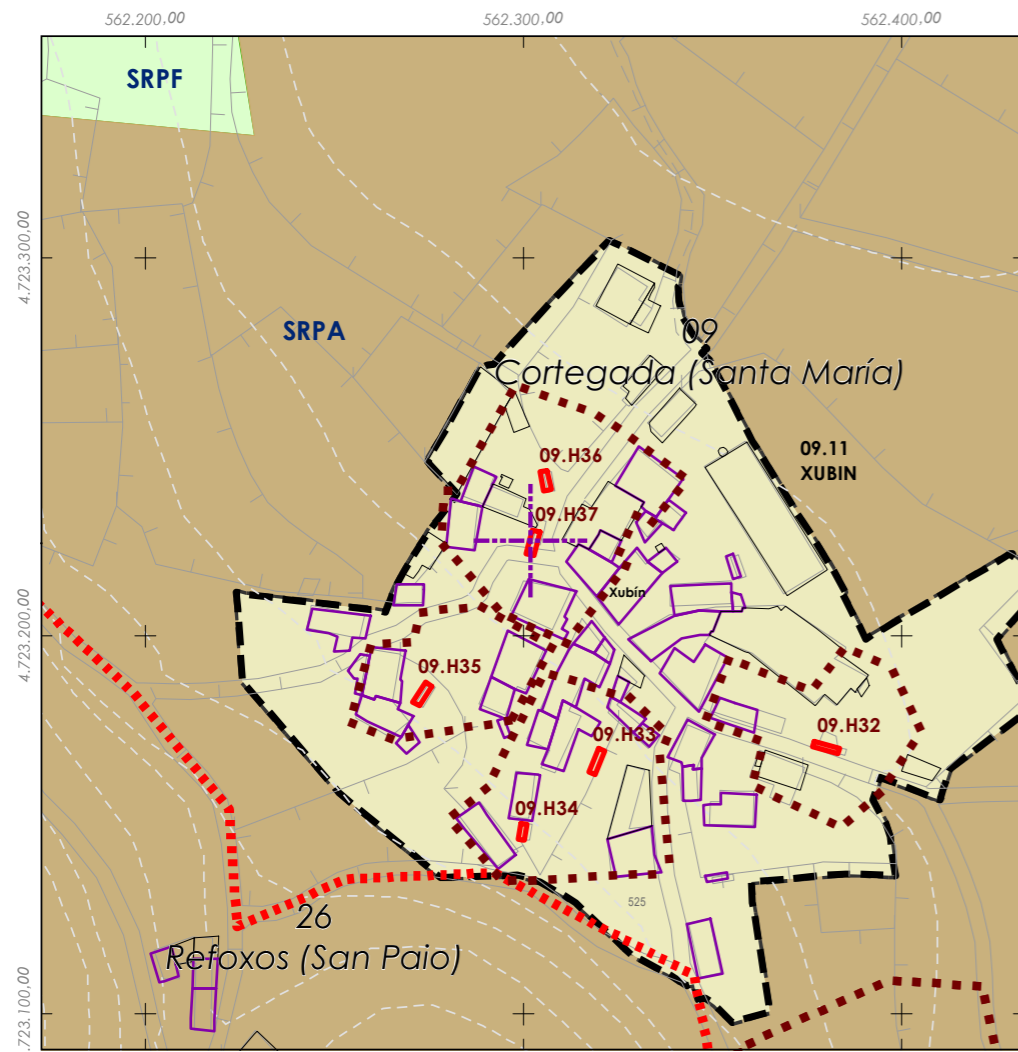 562.200,00
562.300,00
562.400,00
SRPF
4.723.300,00
SRPA
09
Cortegada (Santa María)
09.11
XUBIN
09.H36
09.H37
Xubín
4.723.200,00
09.H35
09.H33
09.H32
09.H34
525
26
Refoxos (San Paio)
.723.100,00